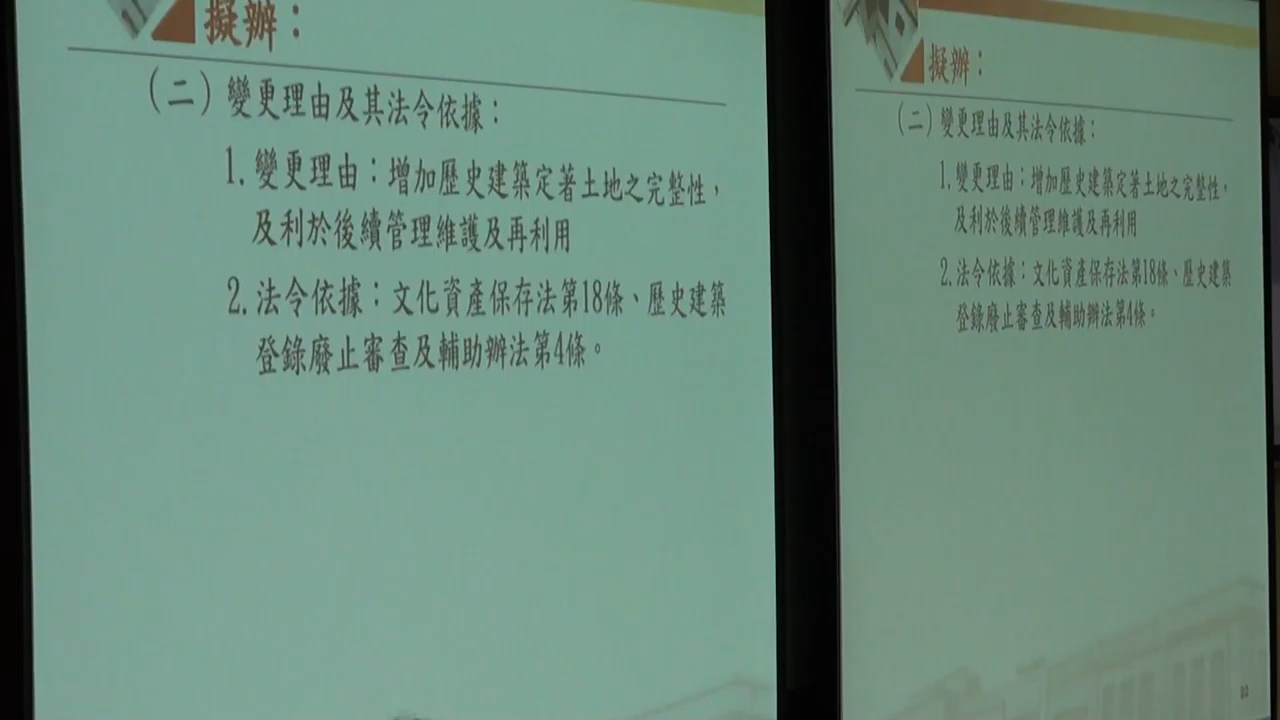 擬辦：
（二）變更理由及其法令依據：
1. 變更理由：增加歷史建築定著土地之完整性，
及利於後續管理維護及再利用
2. 法令依據：文化資產保存法第18條、歷史建築
登錄廢止審查及輔助辦法第4條。
擬辦：
（二）變更理由及其法令依據：
1. 變更理由：增加歷史建築定著土地之完整性，
及利於後續管理維護及再利用
2. 法令依據：文化資產保存法第18條、歷史建築
登錄廢止審查及輔助辦法第4條。